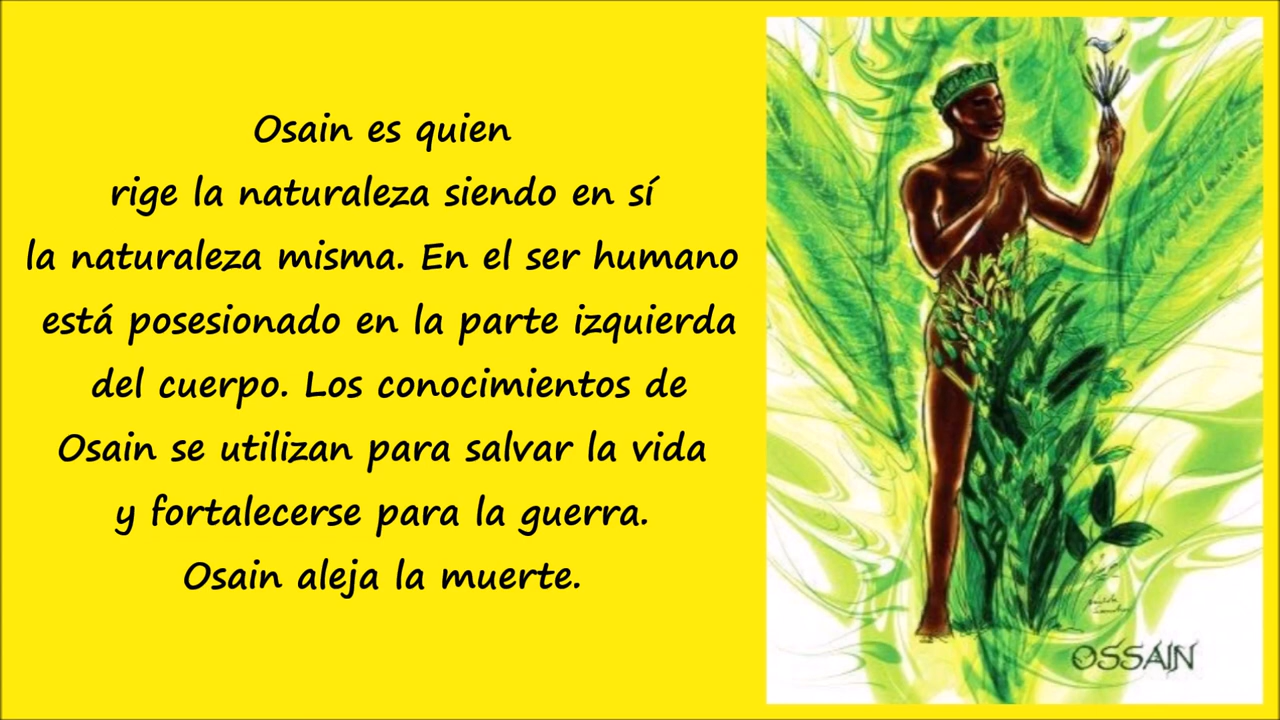 Osain es quien
rige la naturaleza siendo en sí
la naturaleza misma. En el ser humano
está posesionado en la parte izquierda
del cuerpo. Los conocimientos de
Osain se utilizan para salvar la vida
y fortalecerse para la guerra.
Osain aleja la muerte.
OSSAIN